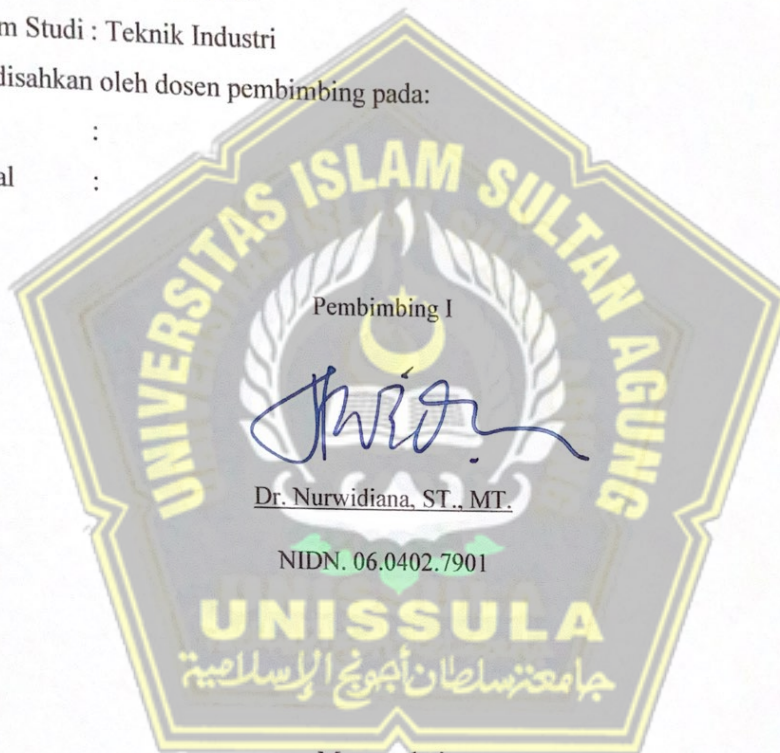 m Studi : Teknik Industri
disahkan oleh dosen pembimbing pada:
:
al :
UNIVERSITAS ISLAM SULTAN AGUNG
Pembimbing I
Dr. Nurwidiana, ST., MT.
NIDN. 06.0402.7901
UNISSULA
جامعة سلطان أجونج الإسلامية